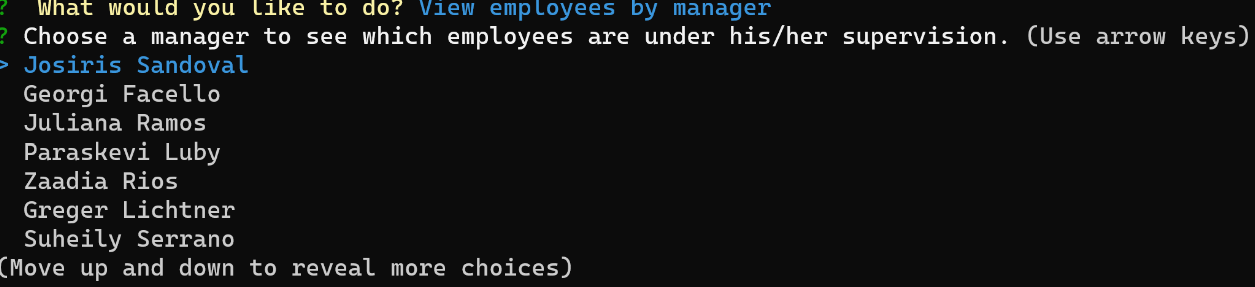 ?  What would you like to do? View employees by manager
? Choose a manager to see which employees are under his/her supervision. (Use arrow keys)
> Josiris Sandoval
  Georgi Facello
  Juliana Ramos
  Paraskevi Luby
  Zaadia Rios
  Greger Lichtner
  Suheily Serrano
(Move up and down to reveal more choices)